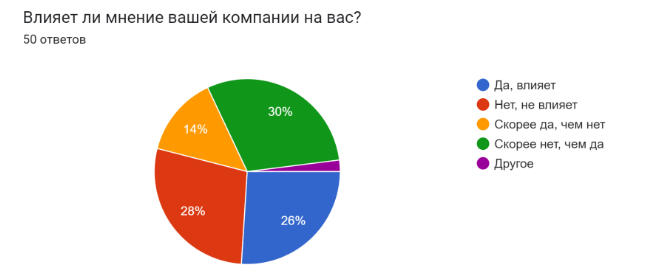 Влияет ли мнение вашей компании на вас?
50 ответов
Да, влияет
Нет, не влияет
Скорее да, чем нет
Скорее нет, чем да
Другое
30%
14%
28%
26%